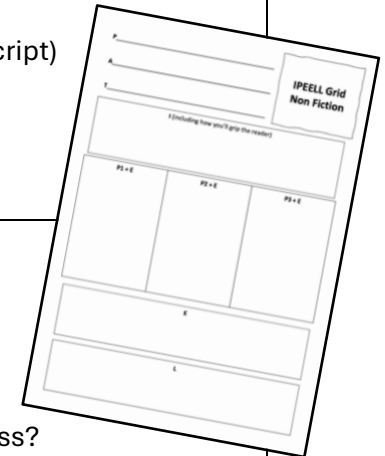 cript)
P
A
T
IPEELL Grid
Non Fiction
I (including how you'll grip the reader)
P1 + E
P2 + E
P3 + E
E
L
ss?